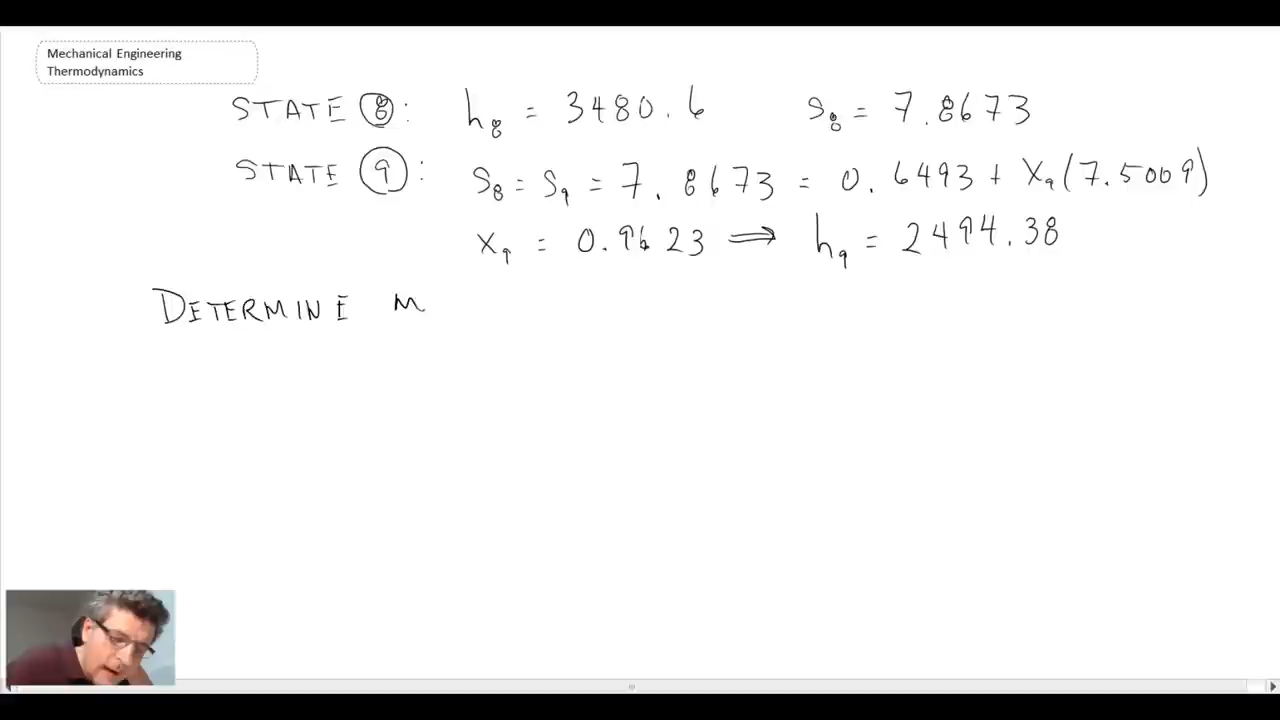 Mechanical Engineering
Thermodynamics
STATE 8: h8 = 3480.6 s8 = 7.8673
STATE 9: s8 = s9 = 7.8673 = 0.6493 + x9(7.5009)
x9 = 0.9623 ⟹ h9 = 2494.38
DETERMINE M